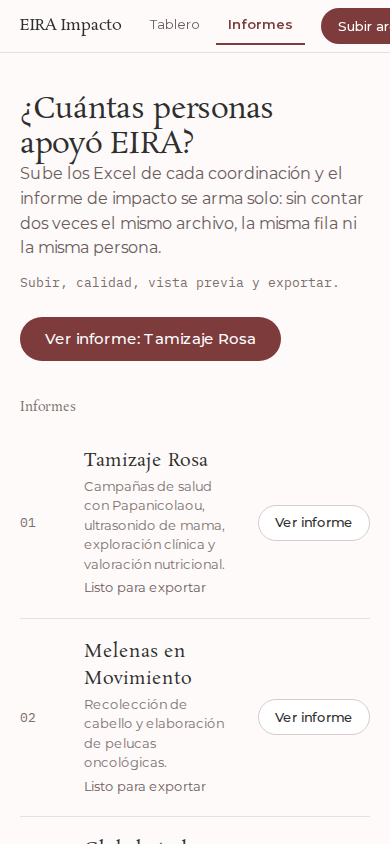 EIRA Impacto
Tablero
Informes
Subir
¿Cuántas personas
apoyó EIRA?
Sube los Excel de cada coordinación y el
informe de impacto se arma solo: sin contar
dos veces el mismo archivo, la misma fila ni
la misma persona.
Subir, calidad, vista previa y exportar.
Ver informe: Tamizaje Rosa
Informes
01
Tamizaje Rosa
Campañas de salud
con Papanicolaou,
ultrasonido de mama,
exploración clínica y
valoración nutricional.
Listo para exportar
Ver informe
02
Melenas en
Movimiento
Recolección de
cabello y elaboración
de pelucas
oncológicas.
Listo para exportar
Ver informe